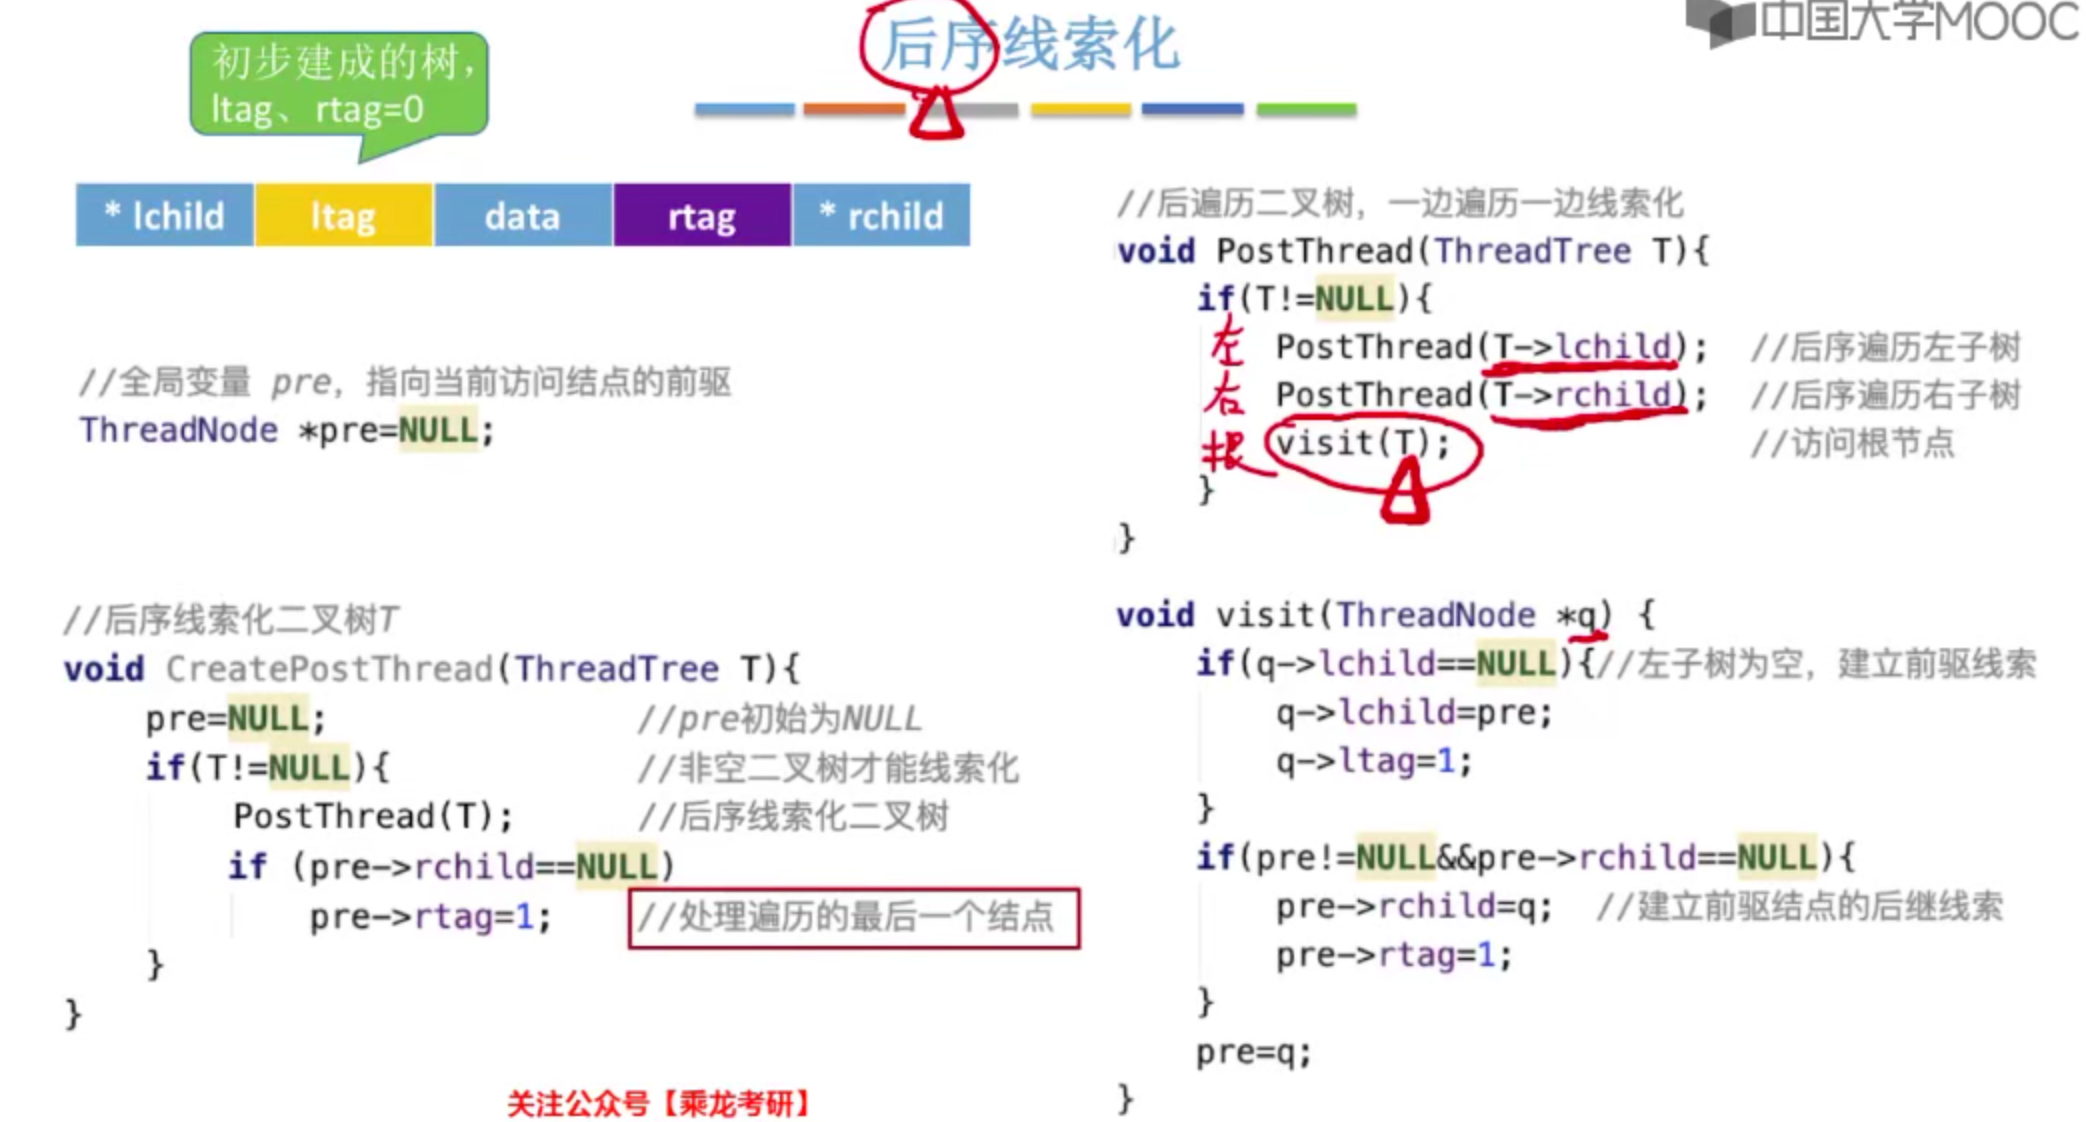 后序线索化
中国大学MOOC
初步建成的树，
ltag、rtag=0
* lchild ltag data rtag * rchild
//全局变量 pre，指向当前访问结点的前驱
ThreadNode *pre=NULL;
//后序线索化二叉树T
void CreatePostThread(ThreadTree T){
pre=NULL; //pre初始为NULL
if(T!=NULL){ //非空二叉树才能线索化
PostThread(T); //后序线索化二叉树
if (pre->rchild==NULL)
pre->rtag=1; //处理遍历的最后一个结点
}
}
//后遍历二叉树，一边遍历一边线索化
void PostThread(ThreadTree T){
if(T!=NULL){
左 PostThread(T->lchild); //后序遍历左子树
右 PostThread(T->rchild); //后序遍历右子树
根 visit(T); //访问根节点
}
}
void visit(ThreadNode *q) {
if(q->lchild==NULL){//左子树为空，建立前驱线索
q->lchild=pre;
q->ltag=1;
}
if(pre!=NULL&&pre->rchild==NULL){
pre->rchild=q; //建立前驱结点的后继线索
pre->rtag=1;
}
pre=q;
}
关注公众号【乘龙考研】